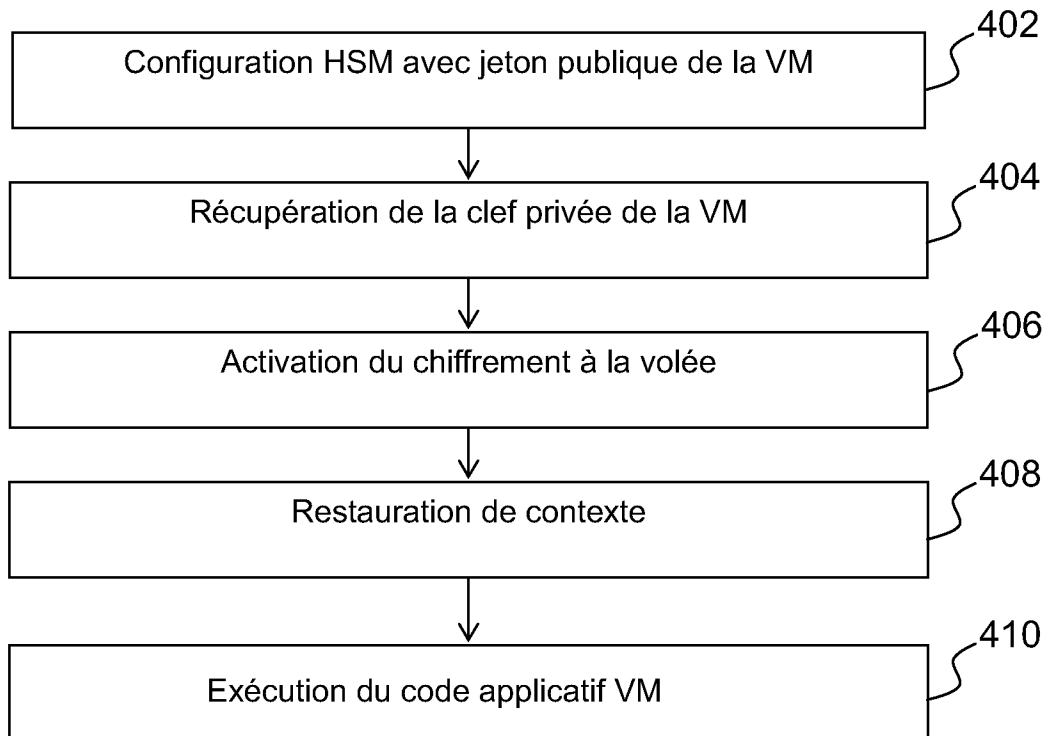 402
Configuration HSM avec jeton publique de la VM
404
Récupération de la clef privée de la VM
406
Activation du chiffrement à la volée
408
Restauration de contexte
410
Exécution du code applicatif VM